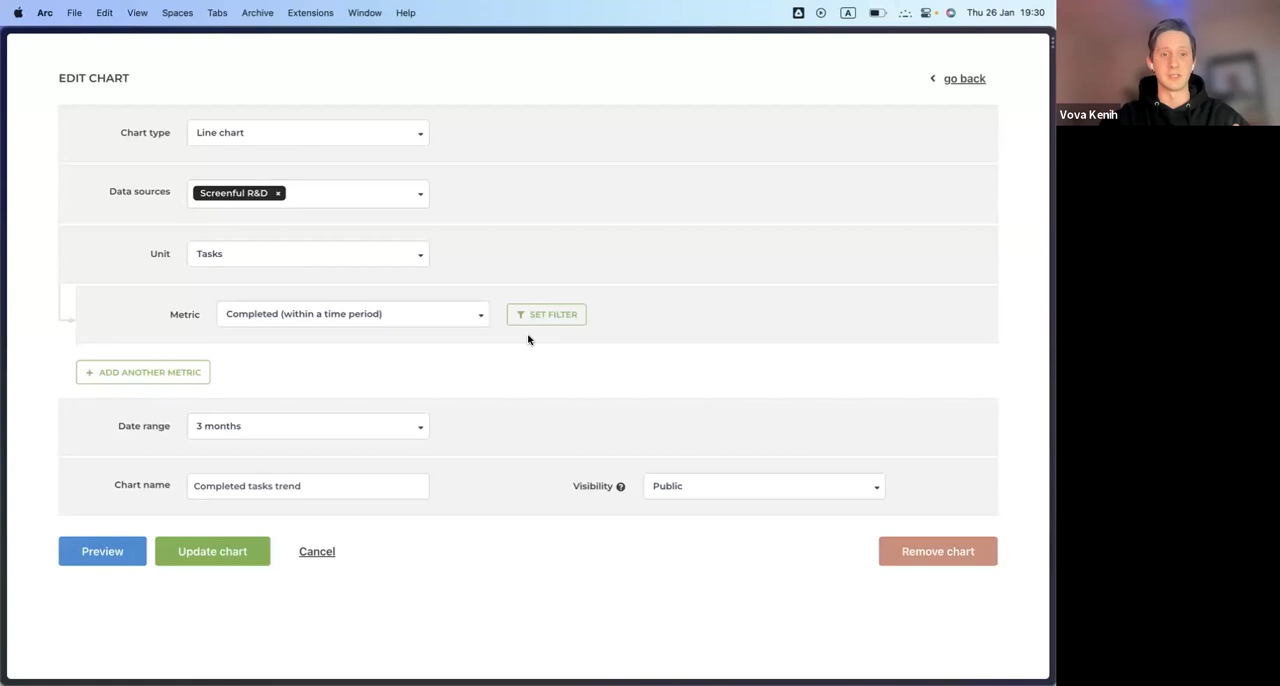 Arc File Edit View Spaces Tabs Archive Extensions Window Help A Thu 26 Jan 19:30
EDIT CHART
go back
Chart type Line chart
Data sources Screenful R&D ×
Unit Tasks
Metric Completed (within a time period) SET FILTER
+ ADD ANOTHER METRIC
Date range 3 months
Chart name Completed tasks trend Visibility ? Public
Preview Update chart Cancel Remove chart
Vova Kenih